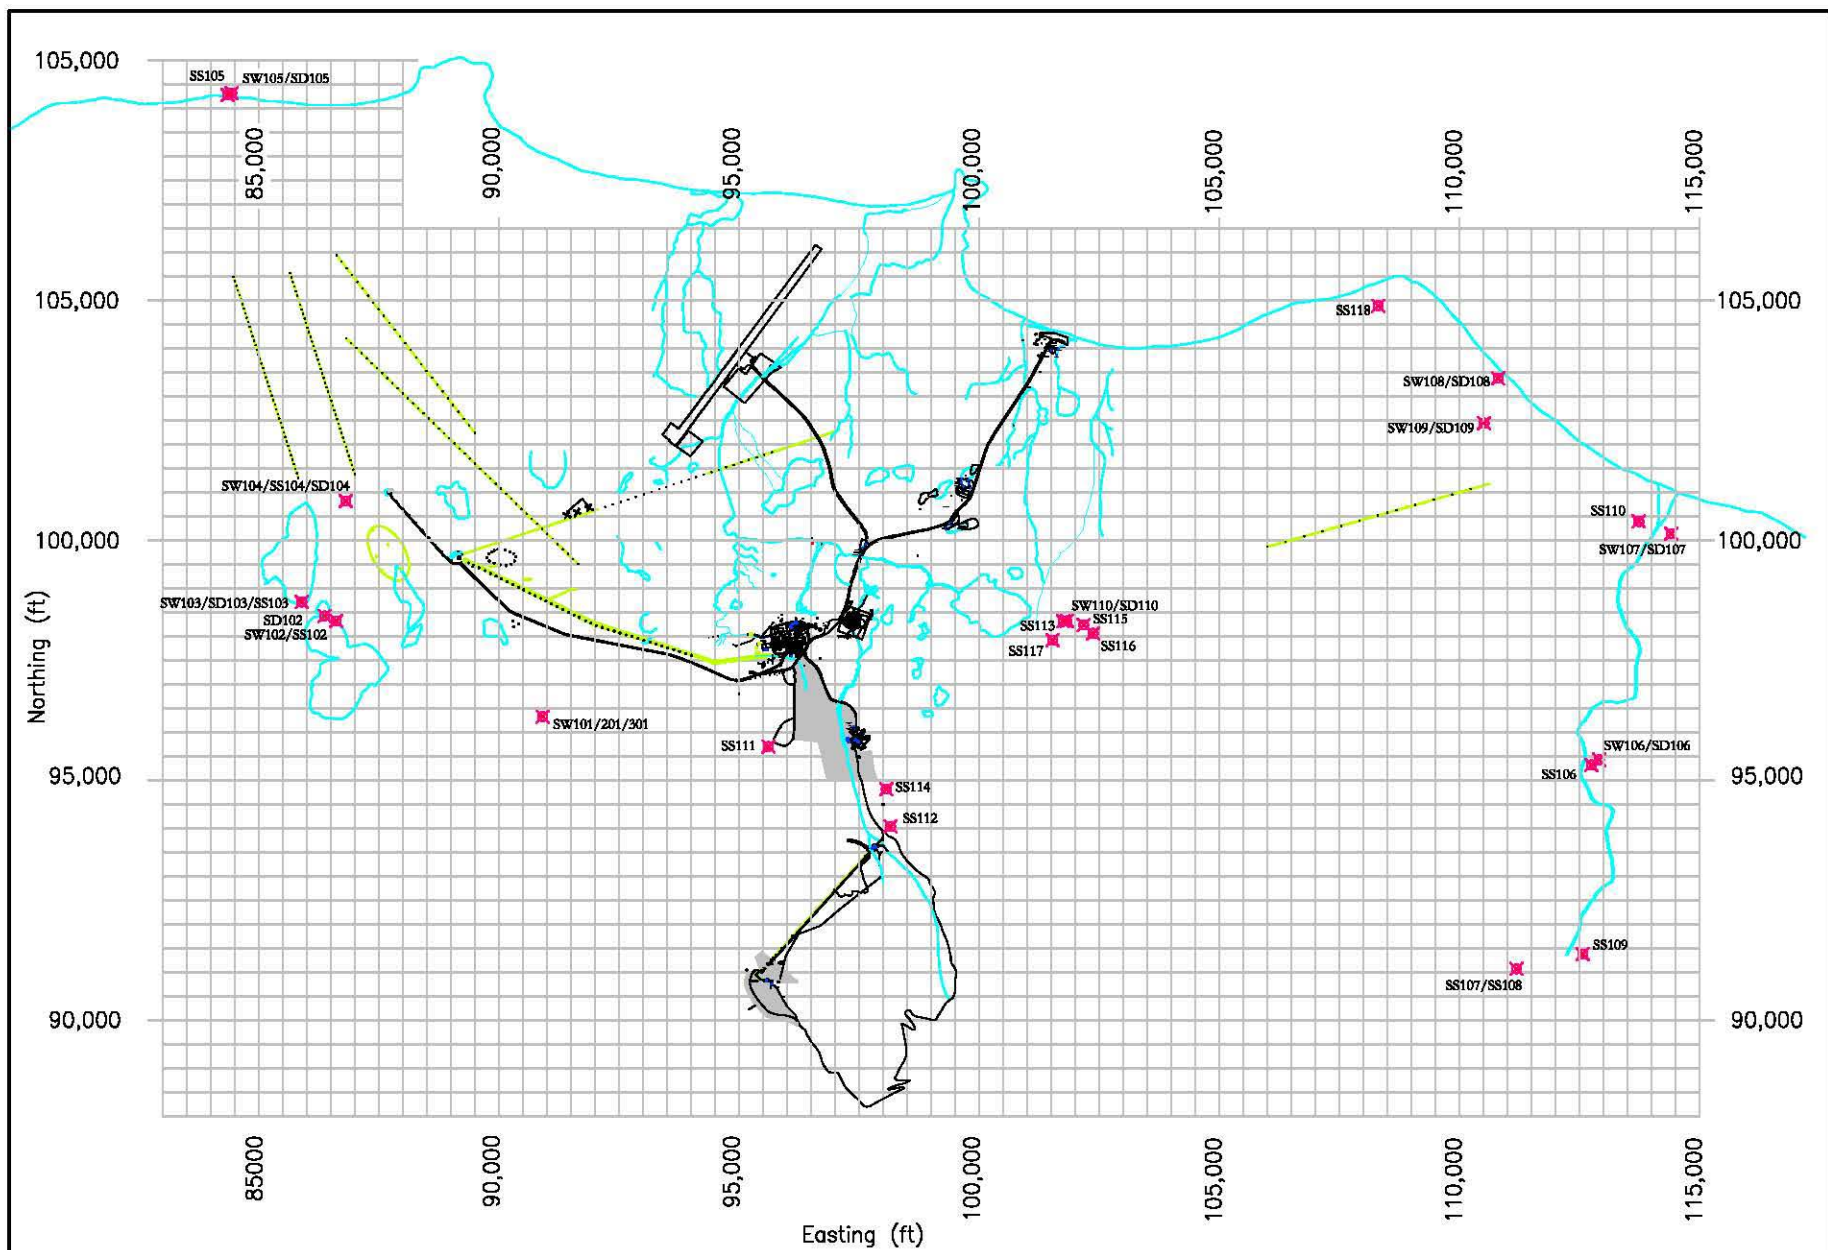 105,000
SS105
SW105/SD105
85,000
90,000
95,000
100,000
105,000
110,000
115,000
105,000
105,000
SS118
SW108/SD108
SW109/SD109
SW104/SS104/SD104
SS110
100,000
100,000
SW107/SD107
SW103/SD103/SS103
SD102
SW102/SS102
SW110/SD110
SS113
SS115
SS116
SS117
Northing (ft)
SW101/201/301
SS111
SW106/SD106
SS106
95,000
95,000
SS114
SS112
SS109
SS107/SS108
90,000
90,000
85000
90,000
95,000
100,000
105,000
110,000
115,000
Easting (ft)